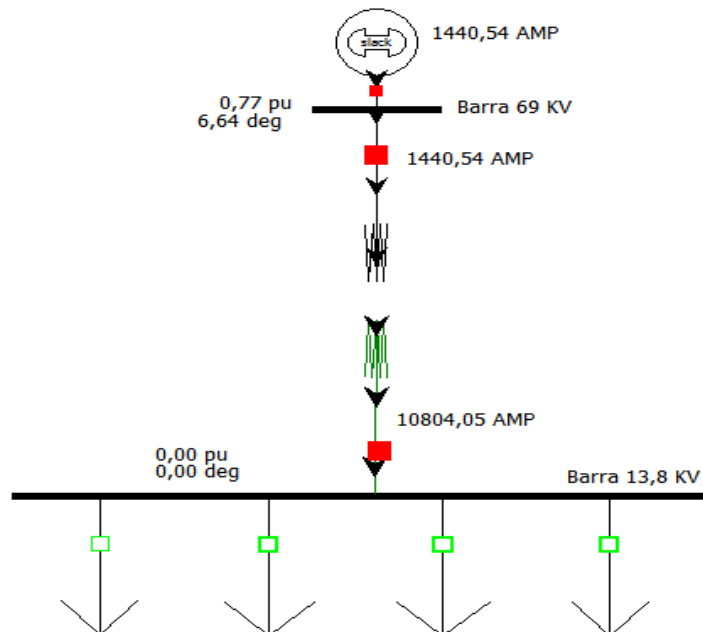 slack
1440,54 AMP
0,77 pu
6,64 deg
Barra 69 KV
1440,54 AMP
10804,05 AMP
0,00 pu
0,00 deg
Barra 13,8 KV